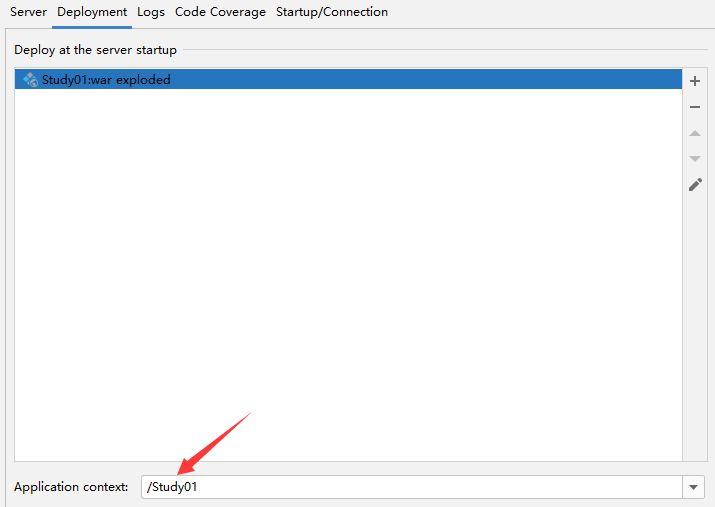 Server Deployment Logs Code Coverage Startup/Connection
Deploy at the server startup
Study01:war exploded
Application context: /Study01